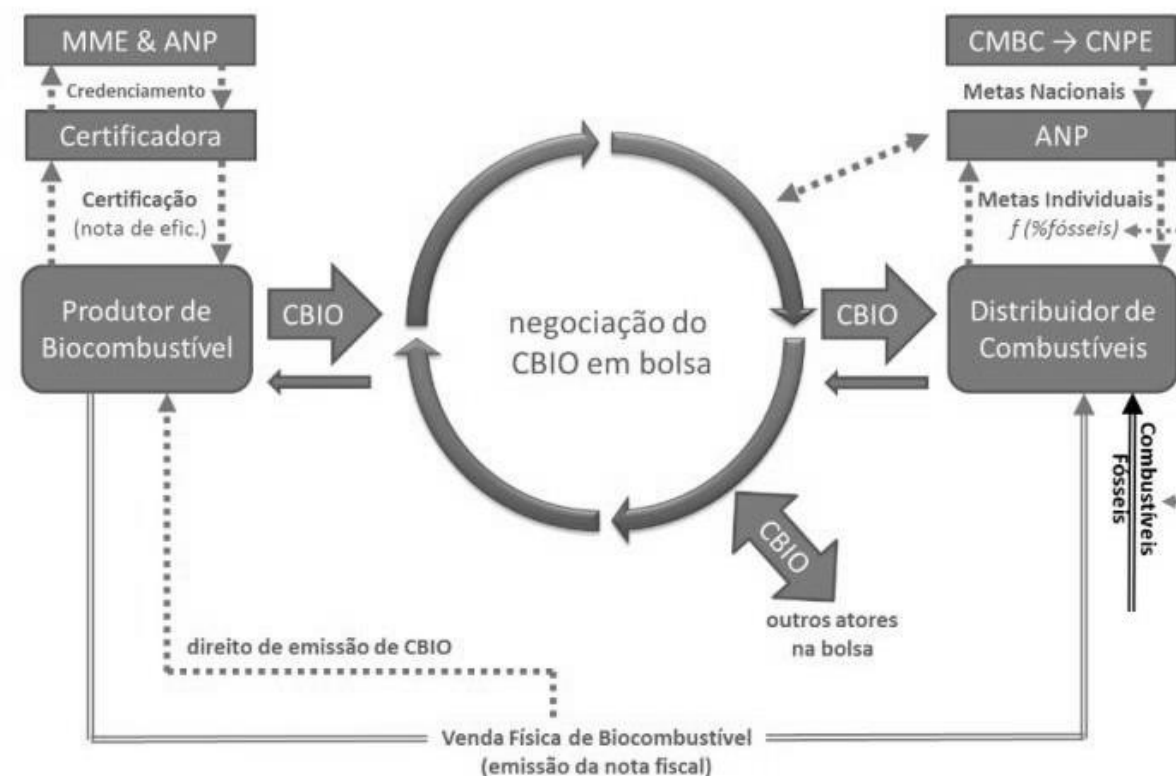 MME & ANP
Credenciamento
Certificadora
Certificação
(nota de efic.)
Produtor de
Biocombustível
CBIO
negociação do
CBIO em bolsa
CBIO
CMBC → CNPE
Metas Nacionais
ANP
Metas Individuais
f (%fósseis)
Distribuidor de
Combustíveis
Combustíveis
Fósseis
CBIO
outros atores
na bolsa
direito de emissão de CBIO
Venda Física de Biocombustível
(emissão da nota fiscal)